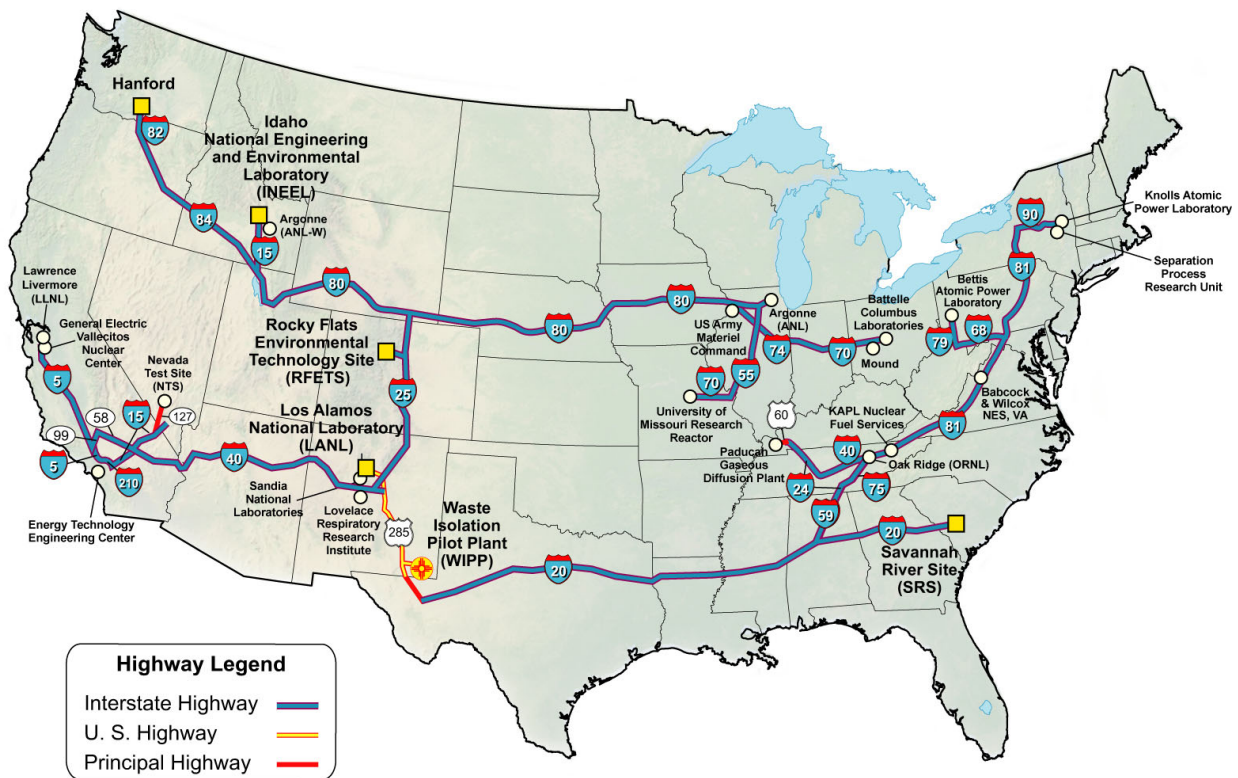 Hanford
82
Idaho
National Engineering
and Environmental
Laboratory
(INEEL)
Argonne
(ANL-W)
84
15
80
Lawrence
Livermore
(LLNL)
General Electric
Vallecitos
Nuclear
Center
Nevada
Test Site
(NTS)
5
99
58
15
127
5
210
Energy Technology
Engineering Center
Rocky Flats
Environmental
Technology Site
(RFETS)
25
Los Alamos
National Laboratory
(LANL)
40
Sandia
National
Laboratories
Lovelace
Respiratory
Research
Institute
285
Waste
Isolation
Pilot Plant
(WIPP)
20
80
80
US Army
Materiel
Command
Argonne
(ANL)
74
70
Battelle
Columbus
Laboratories
Mound
55
70
University of
Missouri Research
Reactor
60
Paducah
Gaseous
Diffusion Plant
24
40
KAPL Nuclear
Fuel Services
Oak Ridge (ORNL)
75
59
20
Savannah
River Site
(SRS)
81
Babcock
& Wilcox
NES, VA
Bettis
Atomic Power
Laboratory
79
68
81
90
Knolls Atomic
Power Laboratory
Separation
Process
Research Unit
Highway Legend
Interstate Highway
U. S. Highway
Principal Highway